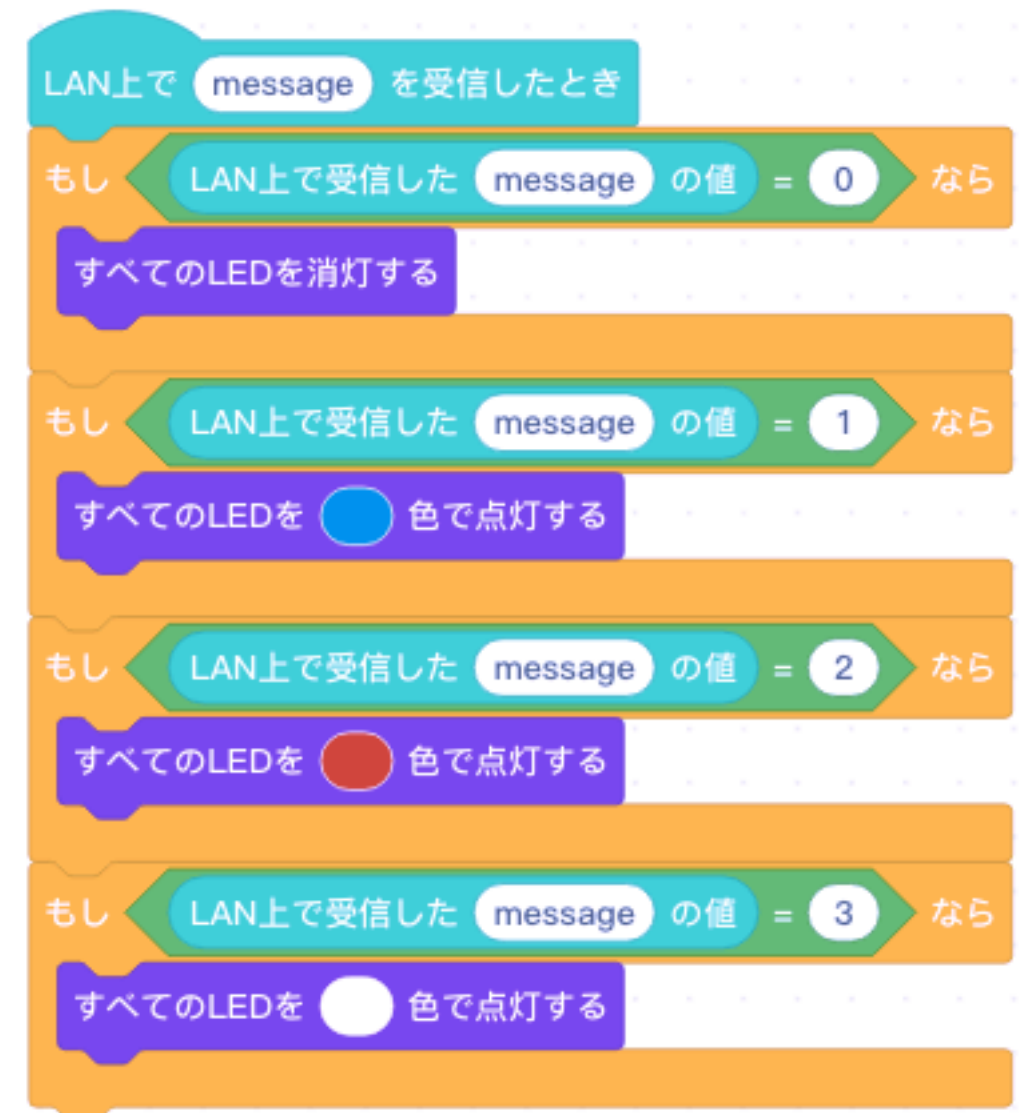 LAN上で message を受信したとき
もし LAN上で受信した message の値 = 0 なら
すべてのLEDを消灯する
もし LAN上で受信した message の値 = 1 なら
すべてのLEDを 色で点灯する
もし LAN上で受信した message の値 = 2 なら
すべてのLEDを 色で点灯する
もし LAN上で受信した message の値 = 3 なら
すべてのLEDを 色で点灯する